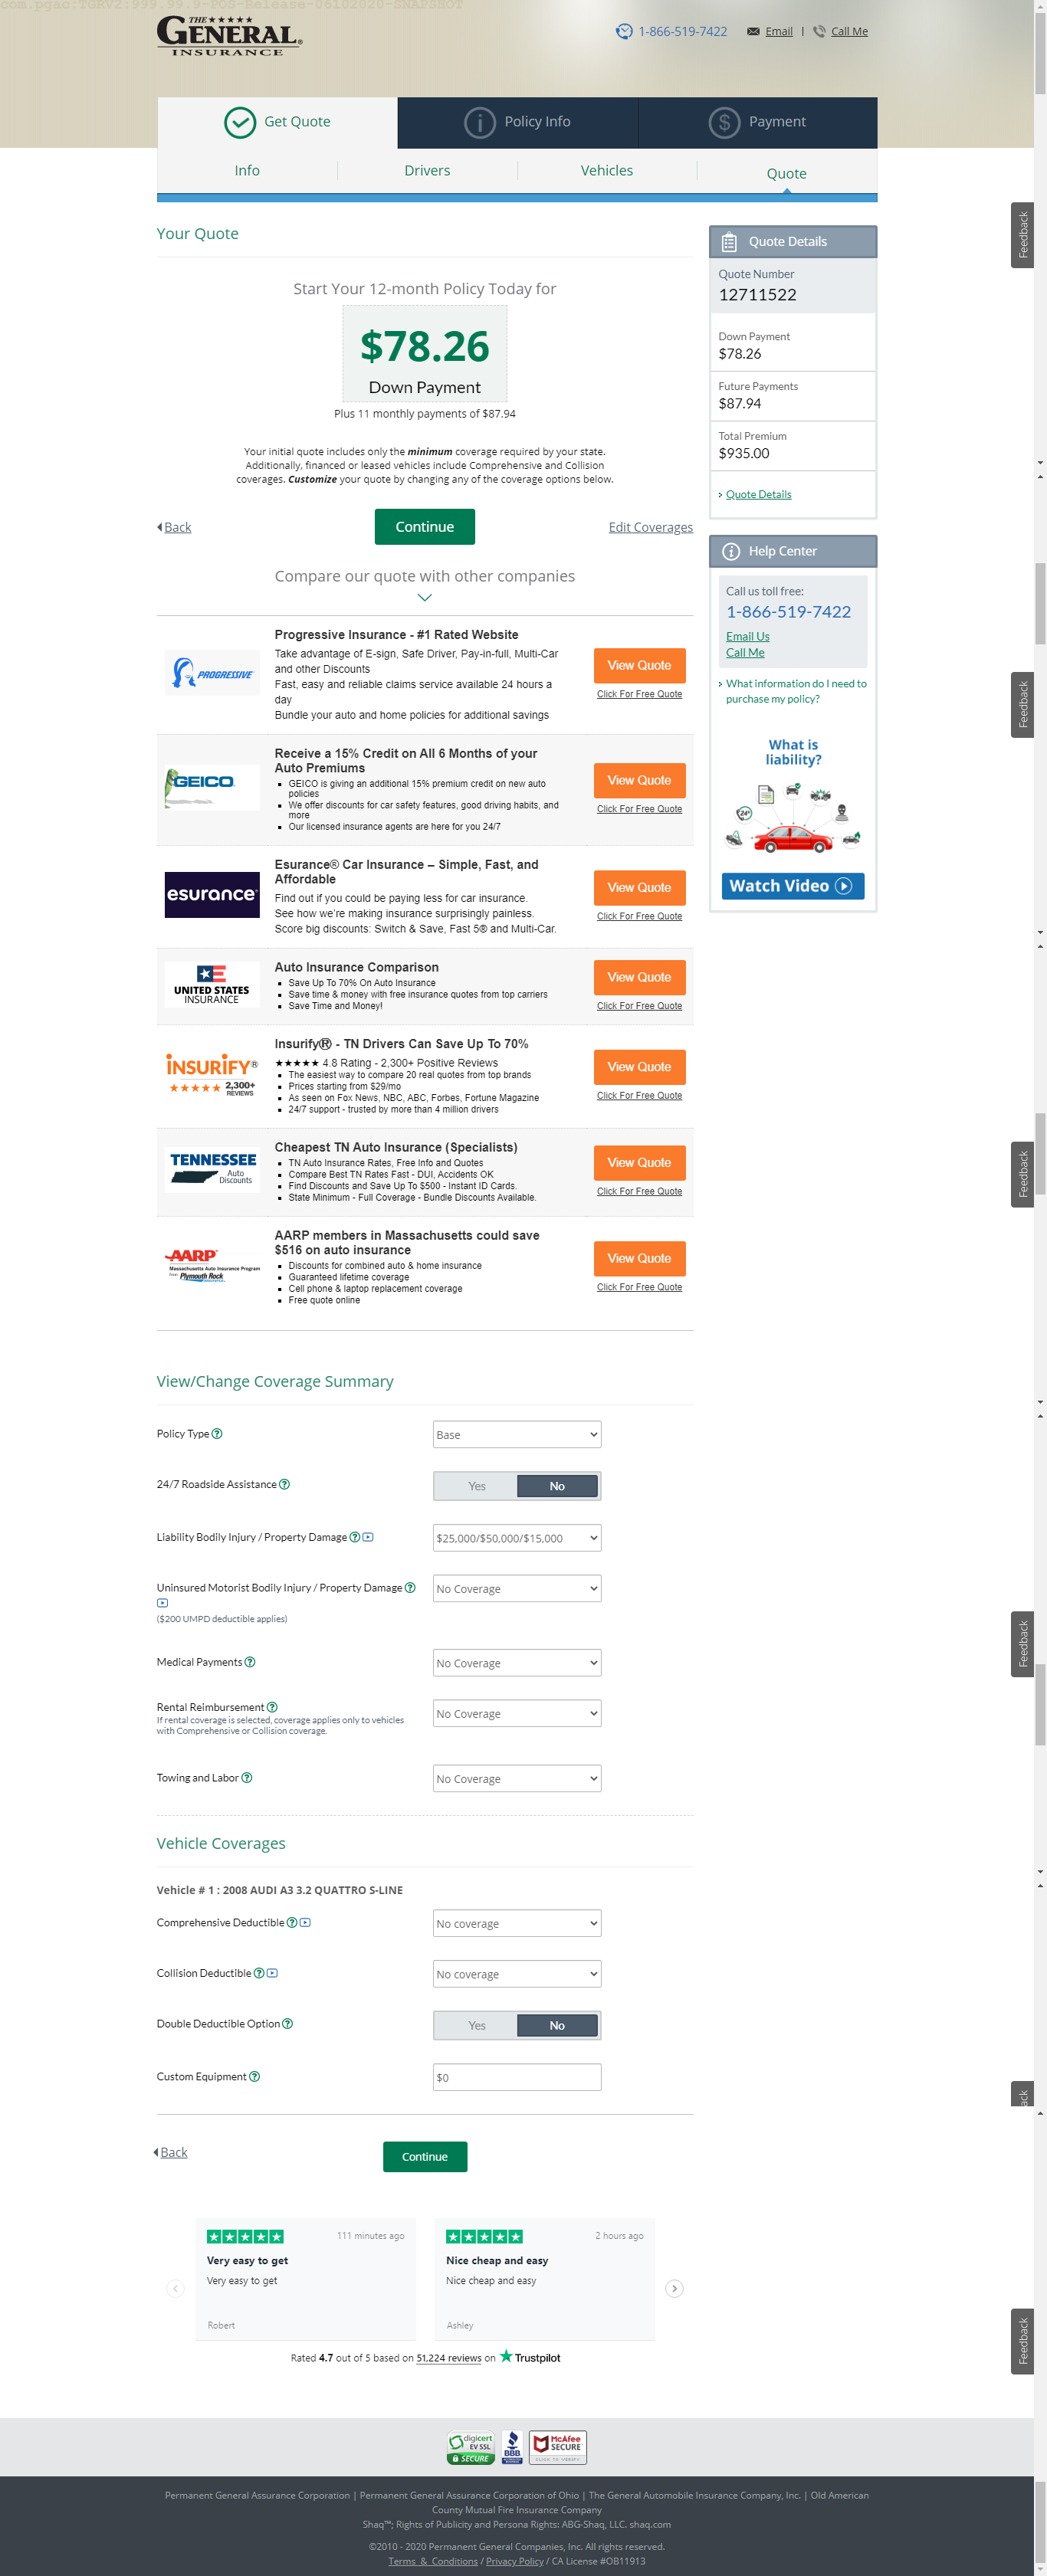 com.pgac:TGRV2:999.99.9-POS-Release-06102020-SNAPSHOT
THE
GENERAL®
INSURANCE
1-866-519-7422
Email | Call Me
Get Quote
Policy Info
Payment
Info
Drivers
Vehicles
Quote
Your Quote
Start Your 12-month Policy Today for
$78.26
Down Payment
Plus 11 monthly payments of $87.94
Your initial quote includes only the minimum coverage required by your state.
Additionally, financed or leased vehicles include Comprehensive and Collision
coverages. Customize your quote by changing any of the coverage options below.
Back
Continue
Edit Coverages
Quote Details
Quote Number
12711522
Down Payment
$78.26
Future Payments
$87.94
Total Premium
$935.00
Quote Details
Help Center
Call us toll free:
1-866-519-7422
Email Us
Call Me
What information do I need to
purchase my policy?
What is
liability?
24*
Watch Video
Feedback
Compare our quote with other companies
PROGRESSIVE
Progressive Insurance - #1 Rated Website
Take advantage of E-sign, Safe Driver, Pay-in-full, Multi-Car
and other Discounts
Fast, easy and reliable claims service available 24 hours a
day
Bundle your auto and home policies for additional savings
View Quote
Click For Free Quote
Feedback
GEICO
Receive a 15% Credit on All 6 Months of your
Auto Premiums
GEICO is giving an additional 15% premium credit on new auto
policies
We offer discounts for car safety features, good driving habits, and
more
Our licensed insurance agents are here for you 24/7
View Quote
Click For Free Quote
esurance®
Esurance® Car Insurance – Simple, Fast, and
Affordable
Find out if you could be paying less for car insurance.
See how we're making insurance surprisingly painless.
Score big discounts: Switch & Save, Fast 5® and Multi-Car.
View Quote
Click For Free Quote
UNITED STATES
INSURANCE
Auto Insurance Comparison
Save Up To 70% On Auto Insurance
Save time & money with free insurance quotes from top carriers
Save Time and Money!
View Quote
Click For Free Quote
INSURIFY®
★★★★★ 2,300+
REVIEWS
Insurify® - TN Drivers Can Save Up To 70%
★★★★★ 4.8 Rating - 2,300+ Positive Reviews
The easiest way to compare 20 real quotes from top brands
Prices starting from $29/mo
As seen on Fox News, NBC, ABC, Forbes, Fortune Magazine
24/7 support - trusted by more than 4 million drivers
View Quote
Click For Free Quote
TENNESSEE
Auto
Discounts
Cheapest TN Auto Insurance (Specialists)
TN Auto Insurance Rates, Free Info and Quotes
Compare Best TN Rates Fast - DUI, Accidents OK
Find Discounts and Save Up To $500 - Instant ID Cards.
State Minimum - Full Coverage - Bundle Discounts Available.
View Quote
Click For Free Quote
Feedback
AARP
Massachusetts Auto Insurance Program
from Plymouth Rock
AARP members in Massachusetts could save
$516 on auto insurance
Discounts for combined auto & home insurance
Guaranteed lifetime coverage
Cell phone & laptop replacement coverage
Free quote online
View Quote
Click For Free Quote
View/Change Coverage Summary
Policy Type
Base
24/7 Roadside Assistance
Yes
No
Liability Bodily Injury / Property Damage
$25,000/$50,000/$15,000
Uninsured Motorist Bodily Injury / Property Damage
No Coverage
($200 UMPD deductible applies)
Feedback
Medical Payments
No Coverage
Rental Reimbursement
If rental coverage is selected, coverage applies only to vehicles
with Comprehensive or Collision coverage.
No Coverage
Towing and Labor
No Coverage
Vehicle Coverages
Vehicle # 1 : 2008 AUDI A3 3.2 QUATTRO S-LINE
Comprehensive Deductible
No coverage
Collision Deductible
No coverage
Double Deductible Option
Yes
No
Custom Equipment
$0
ack
Back
Continue
111 minutes ago
Very easy to get
Very easy to get
Robert
2 hours ago
Nice cheap and easy
Nice cheap and easy
Ashley
Rated 4.7 out of 5 based on 51,224 reviews on Trustpilot
Feedback
digicert
EV SSL
SECURE
BBB
McAfee
SECURE
CLICK TO VERIFY
Permanent General Assurance Corporation | Permanent General Assurance Corporation of Ohio | The General Automobile Insurance Company, Inc. | Old American
County Mutual Fire Insurance Company
Shaq™; Rights of Publicity and Persona Rights: ABG-Shaq, LLC. shaq.com
©2010 - 2020 Permanent General Companies, Inc. All rights reserved.
Terms & Conditions / Privacy Policy / CA License #OB11913